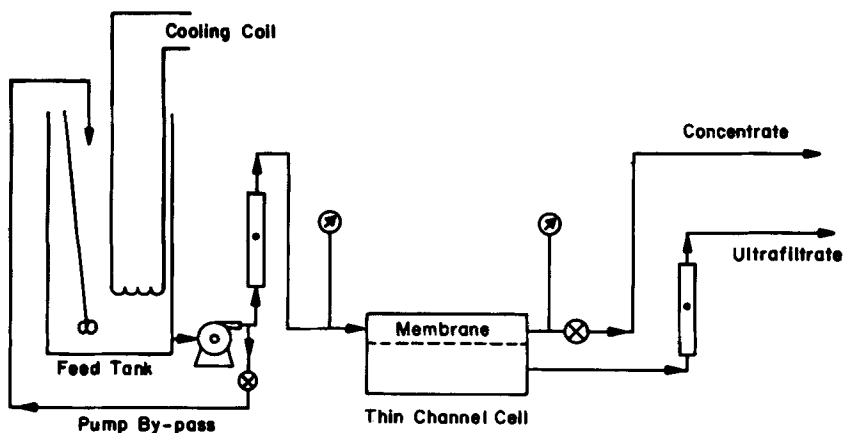 Cooling Coil
Concentrate
Ultrafiltrate
Membrane
Feed Tank
Thin Channel Cell
Pump By-pass